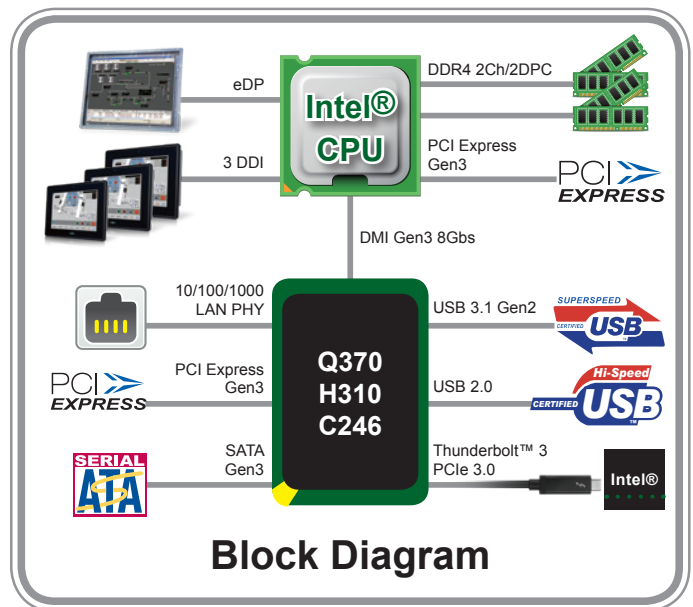 eDP
Intel®
CPU
DDR4 2Ch/2DPC
3 DDI
PCI Express
Gen3
PCI
EXPRESS
DMI Gen3 8Gbs
10/100/1000
LAN PHY
USB 3.1 Gen2
SUPERSPEED
CERTIFIED USB
PCI
EXPRESS
PCI Express
Gen3
Q370
H310
C246
USB 2.0
Hi-Speed
CERTIFIED USB
TM
SERIAL
ATA
SATA
Gen3
Thunderbolt™ 3
PCIe 3.0
Intel®
Block Diagram